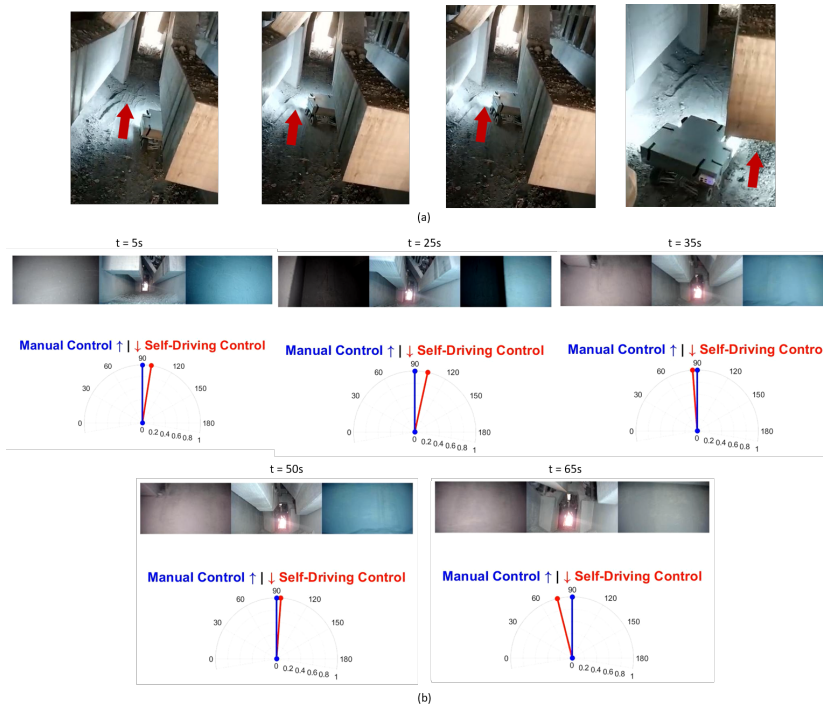 (a)
t = 5s
t = 25s
t = 35s
Manual Control ↑ | ↓ Self-Driving Control
90
60
120
30
150
0
180
0
0.2 0.4 0.6 0.8
1
Manual Control ↑ | ↓ Self-Driving Control
90
60
120
30
150
0
180
0
0.2 0.4 0.6 0.8
1
Manual Control ↑ | ↓ Self-Driving Contro
90
60
120
30
150
0
180
0
0.2 0.4 0.6 0.8
1
t = 50s
t = 65s
Manual Control ↑ | ↓ Self-Driving Control
90
60
120
30
150
0
180
0
0.2 0.4 0.6 0.8
1
Manual Control ↑ | ↓ Self-Driving Control
90
60
120
30
150
0
180
0
0.2 0.4 0.6 0.8
1
(b)